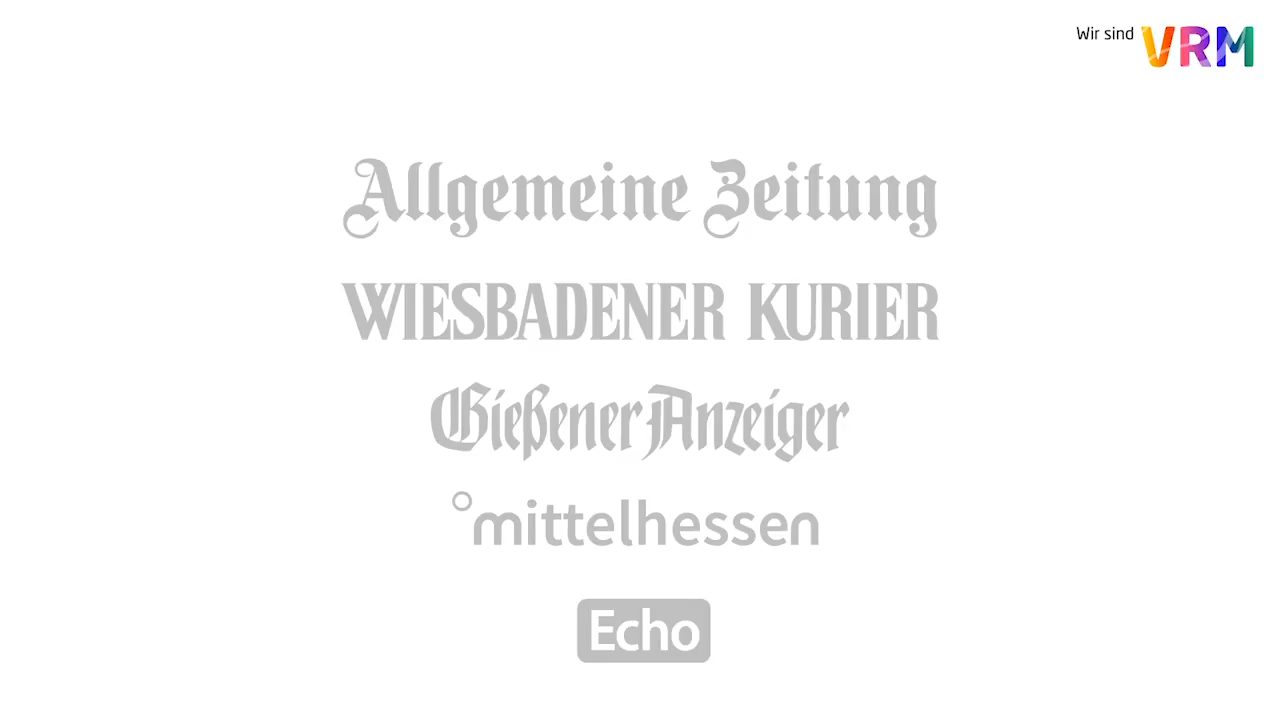 Wir sind VRM
Allgemeine Zeitung
WIESBADENER KURIER
Gießener Anzeiger
°mittelhessen
Echo